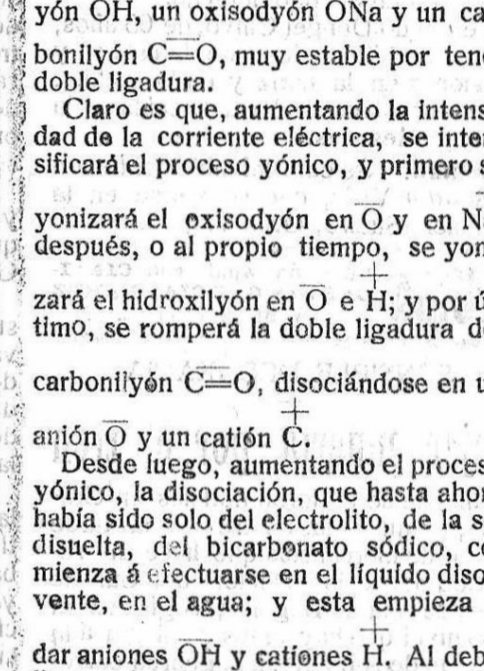 yón OH, un oxisodyón ONa y un ca
bonilyón C̅=O, muy estable por ten
doble ligadura.
Claro es que, aumentando la intens
dad de la corriente eléctrica, se inte
sificará el proceso yónico, y primero s
yonizará el oxisodyón en O̅ y en N
después, o al propio tiempo, se yon
zará el hidroxilyón en O̅ e H⁺; y por ú
timo, se romperá la doble ligadura d
carbonilyón C̅=O, disociándose en u
anión O̅ y un catión C⁺.
Desde luego, aumentando el proces
yónico, la disociación, que hasta ahor
había sido solo del electrolito, de la s
disuelta, del bicarbonato sódico, co
mienza á efectuarse en el líquido diso
vente, en el agua; y esta empieza
dar aniones O̅H̅ y cationes H⁺. Al deb